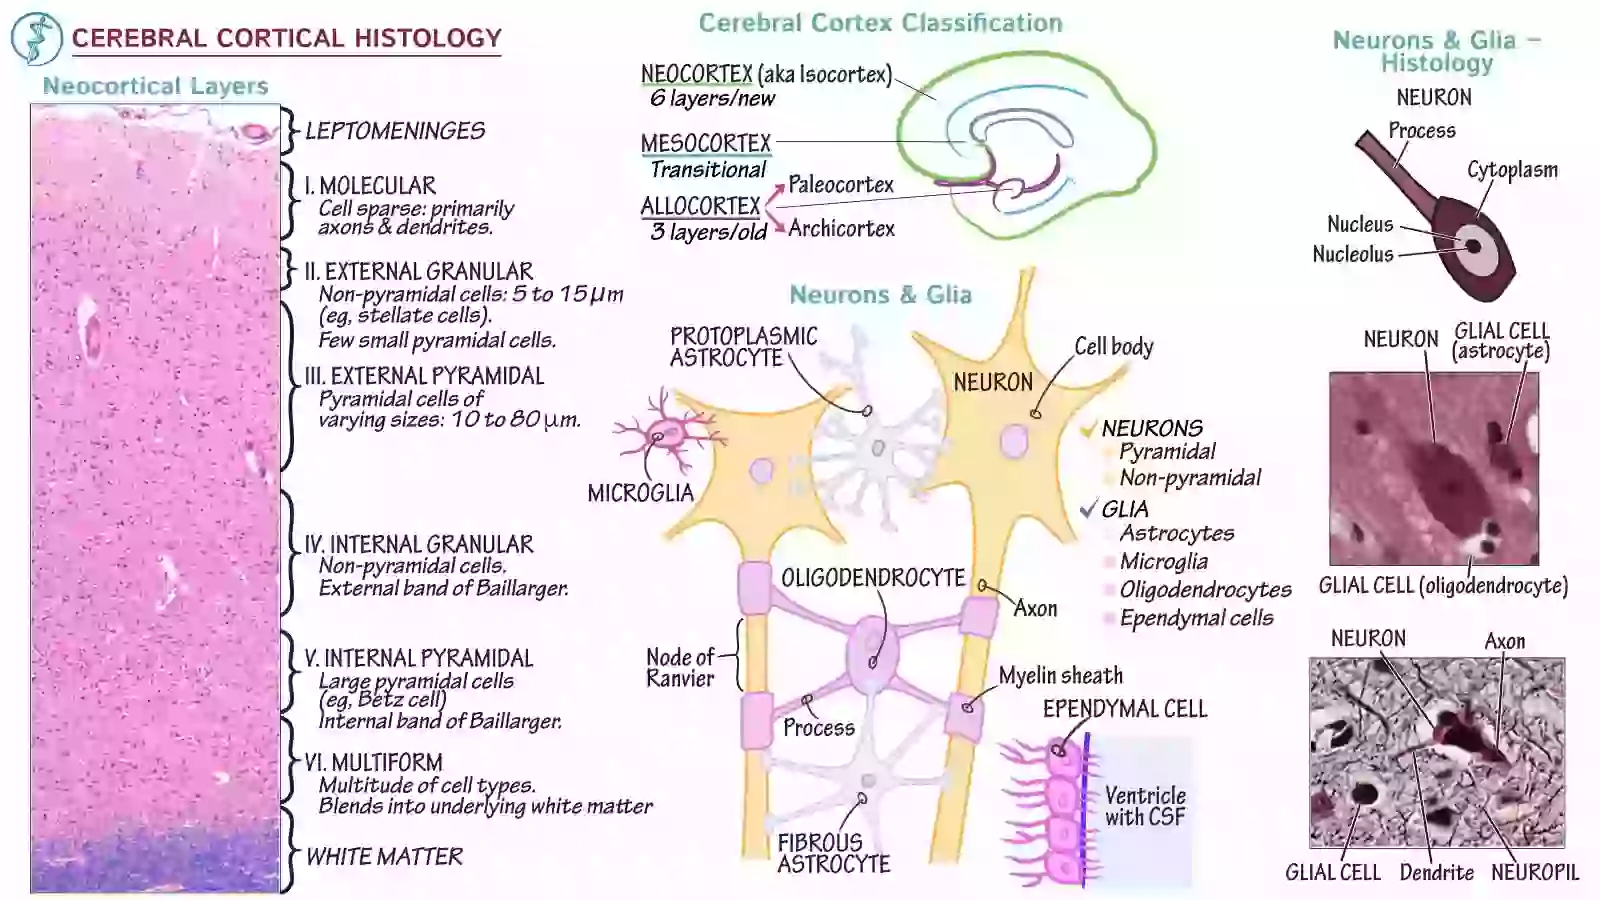 CEREBRAL CORTICAL HISTOLOGY
Neocortical Layers
LEPTOMENINGES
I. MOLECULAR
Cell sparse: primarily
axons & dendrites.
II. EXTERNAL GRANULAR
Non-pyramidal cells: 5 to 15 μm
(eg, stellate cells).
Few small pyramidal cells.
III. EXTERNAL PYRAMIDAL
Pyramidal cells of
varying sizes: 10 to 80 μm.
IV. INTERNAL GRANULAR
Non-pyramidal cells.
External band of Baillarger.
V. INTERNAL PYRAMIDAL
Large pyramidal cells
(eg, Betz cell)
Internal band of Baillarger.
VI. MULTIFORM
Multitude of cell types.
Blends into underlying white matter
WHITE MATTER
Cerebral Cortex Classification
NEOCORTEX (aka Isocortex)
6 layers/new
MESOCORTEX
Transitional
ALLOCORTEX
3 layers/old
Paleocortex
Archicortex
Neurons & Glia
PROTOPLASMIC
ASTROCYTE
MICROGLIA
NEURON
Cell body
OLIGODENDROCYTE
Axon
Node of
Ranvier
Process
Myelin sheath
FIBROUS
ASTROCYTE
EPENDYMAL CELL
Ventricle
with CSF
NEURONS
Pyramidal
Non-pyramidal
GLIA
Astrocytes
Microglia
Oligodendrocytes
Ependymal cells
Neurons & Glia –
Histology
NEURON
Process
Cytoplasm
Nucleus
Nucleolus
NEURON
GLIAL CELL
(astrocyte)
GLIAL CELL (oligodendrocyte)
NEURON
Axon
GLIAL CELL
Dendrite
NEUROPIL